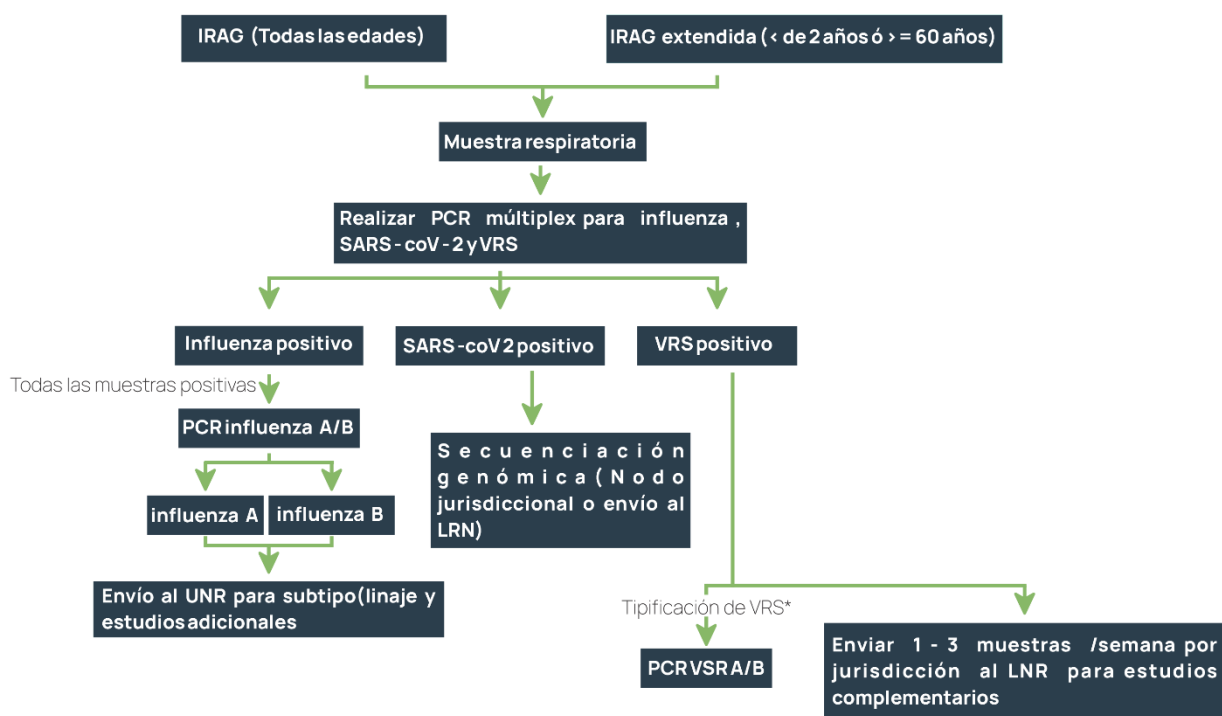 IRAG (Todas las edades)
IRAG extendida (< de 2 años ó > = 60 años)
Muestra respiratoria
Realizar PCR múltiplex para influenza ,
SARS - coV - 2 y VRS
Influenza positivo
SARS -coV 2 positivo
VRS positivo
Todas las muestras positivas
PCR influenza A/B
Secuenciación
genómica ( Nodo
jurisdiccional o envío al
LRN)
influenza A
influenza B
Envío al UNR para subtipo(linaje y
estudios adicionales
Tipificación de VRS*
PCR VSR A/B
Enviar 1 - 3 muestras /semana por
jurisdicción al LNR para estudios
complementarios